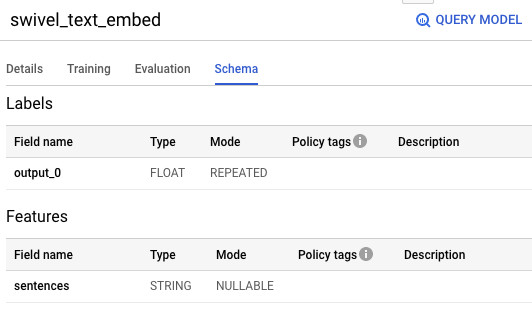 swivel_text_embed QUERY MODEL
Details Training Evaluation Schema
Labels
Field name Type Mode Policy tags Description
output_0 FLOAT REPEATED
Features
Field name Type Mode Policy tags Description
sentences STRING NULLABLE